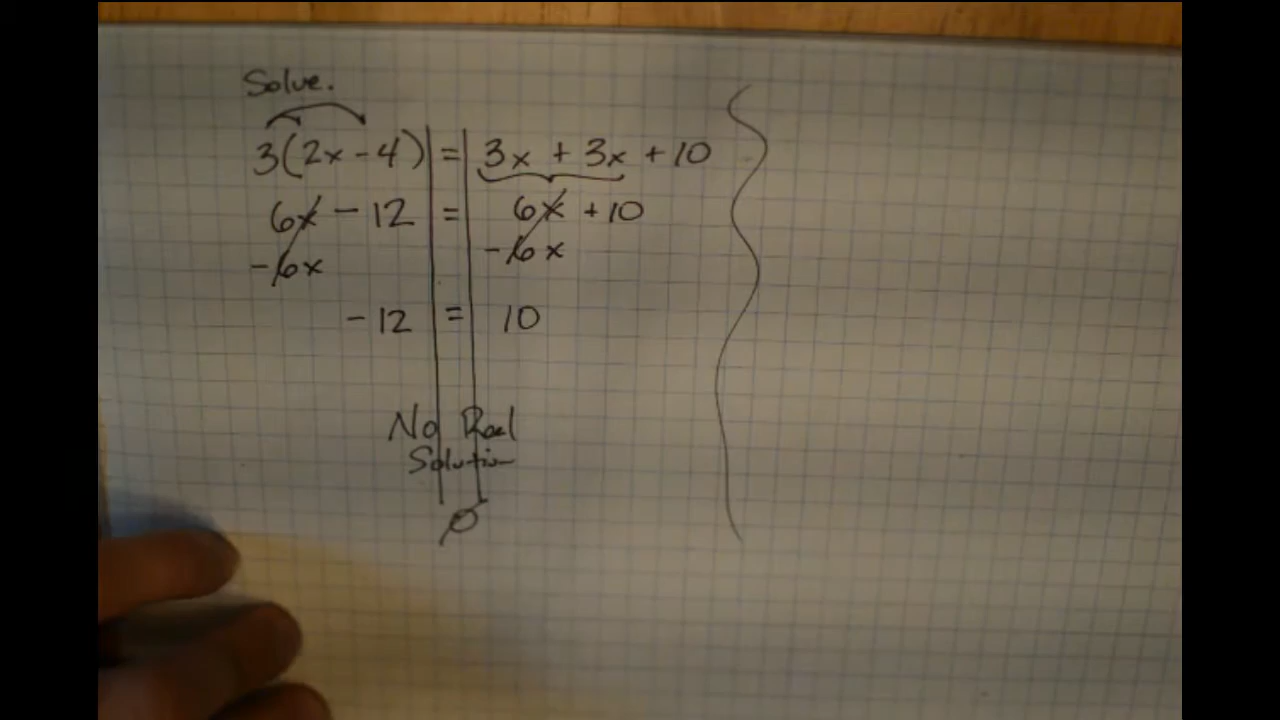 Solve.
3(2x - 4) = 3x + 3x + 10
6x - 12 = 6x + 10
-6x -6x
-12 = 10
No Real
Solution
Ø